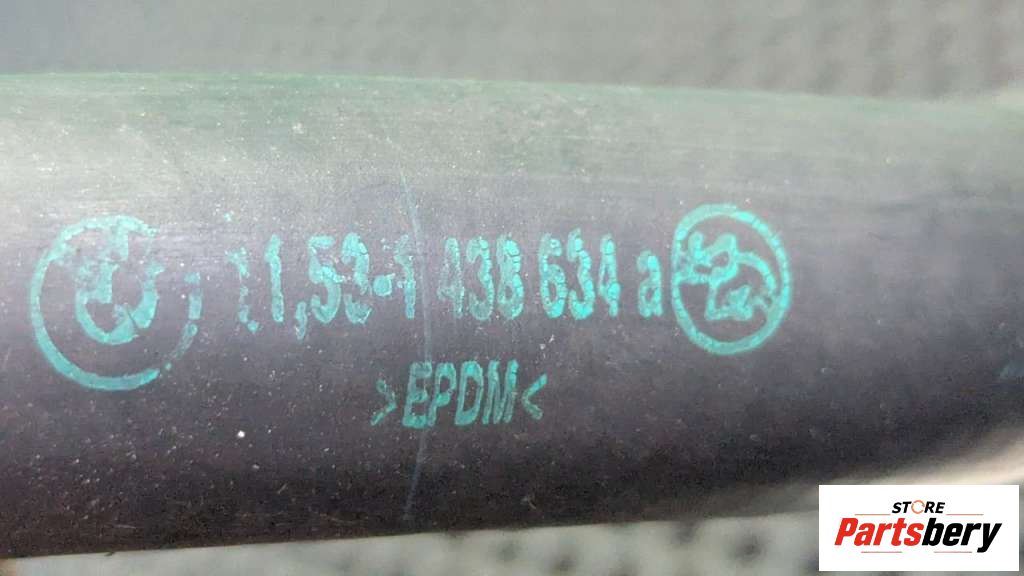 11,53-1 438 634 a
>EPDM<
STORE
Partsbery